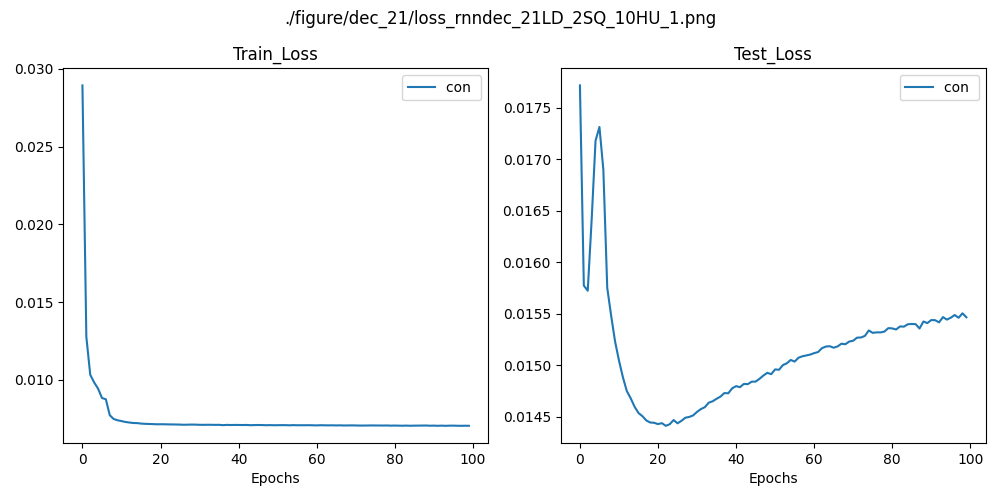 ./figure/dec_21/loss_rnndec_21LD_2SQ_10HU_1.png
Train_Loss
con
0.030
0.025
0.020
0.015
0.010
0 20 40 60 80 100
Epochs
Test_Loss
con
0.0175
0.0170
0.0165
0.0160
0.0155
0.0150
0.0145
0 20 40 60 80 100
Epochs